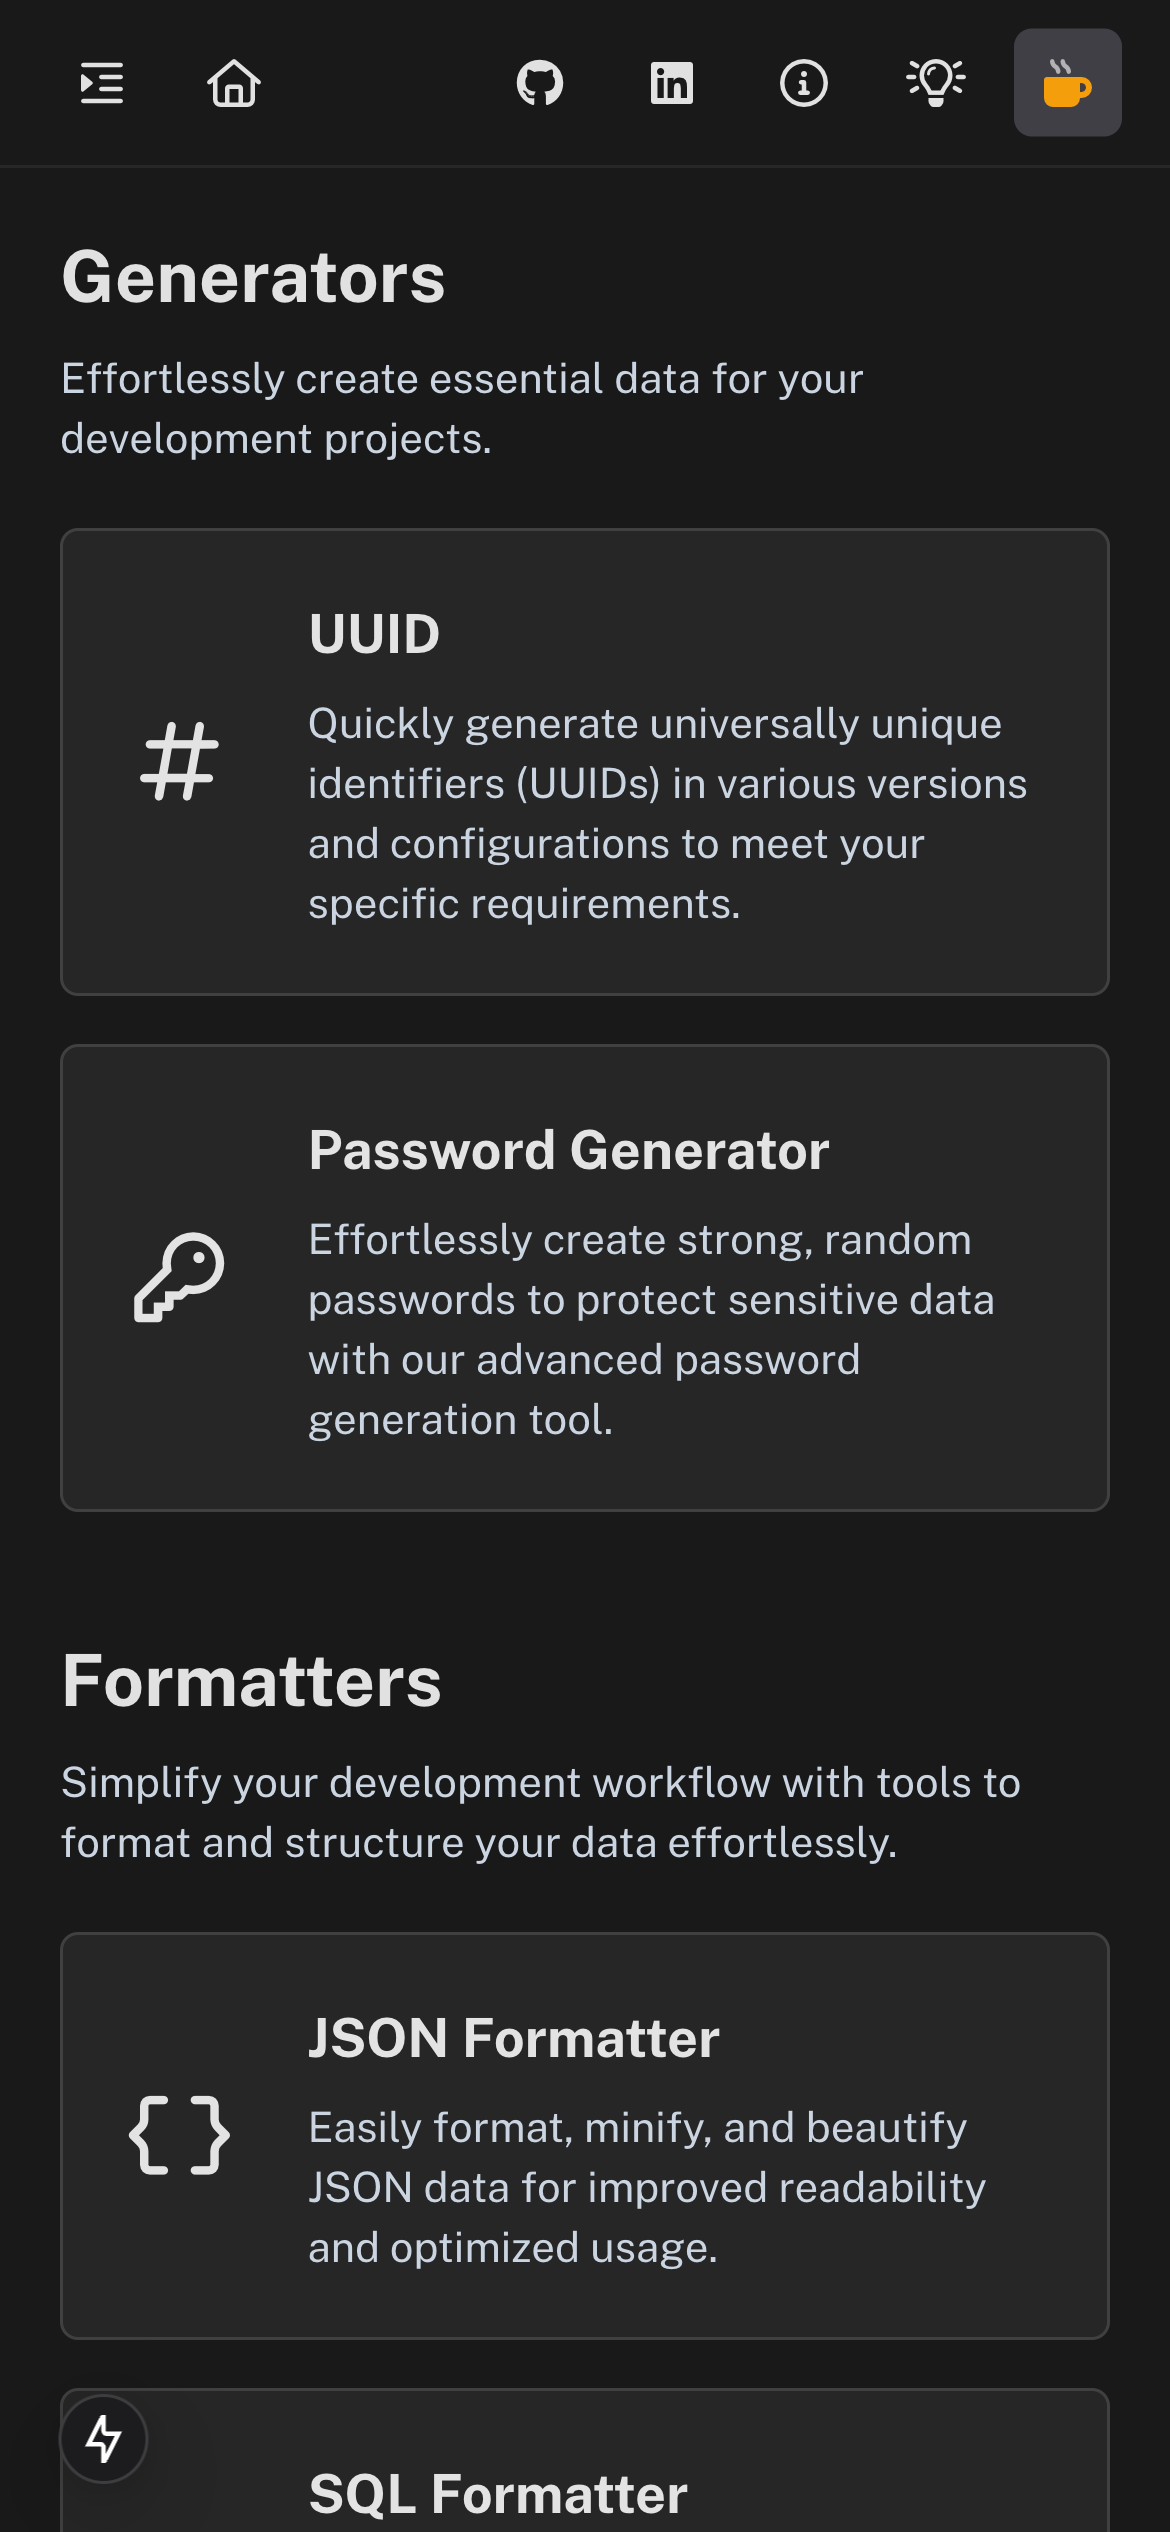 Generators
Effortlessly create essential data for your
development projects.
UUID
Quickly generate universally unique
identifiers (UUIDs) in various versions
and configurations to meet your
specific requirements.
Password Generator
Effortlessly create strong, random
passwords to protect sensitive data
with our advanced password
generation tool.
Formatters
Simplify your development workflow with tools to
format and structure your data effortlessly.
JSON Formatter
Easily format, minify, and beautify
JSON data for improved readability
and optimized usage.
SQL Formatter